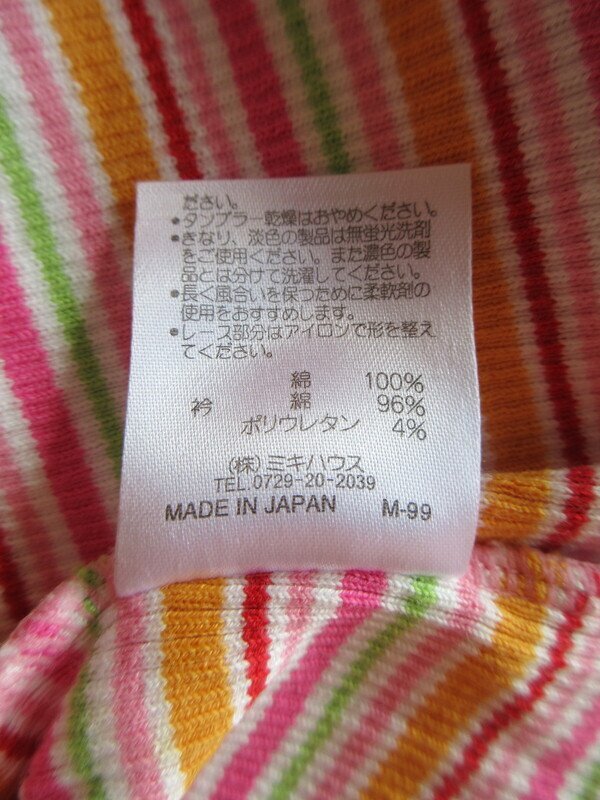 ださい。
●タンブラー乾燥はおやめください。
●きなり、淡色の製品は無蛍光洗剤
をご使用ください。また濃色の製
品とは分けて洗濯してください。
●長く風合いを保つために柔軟剤の
使用をおすすめします。
●レース部分はアイロンで形を整え
てください。
綿 100%
衿 綿 96%
ポリウレタン 4%
(株)ミキハウス
TEL.0729-20-2039
MADE IN JAPAN M-99